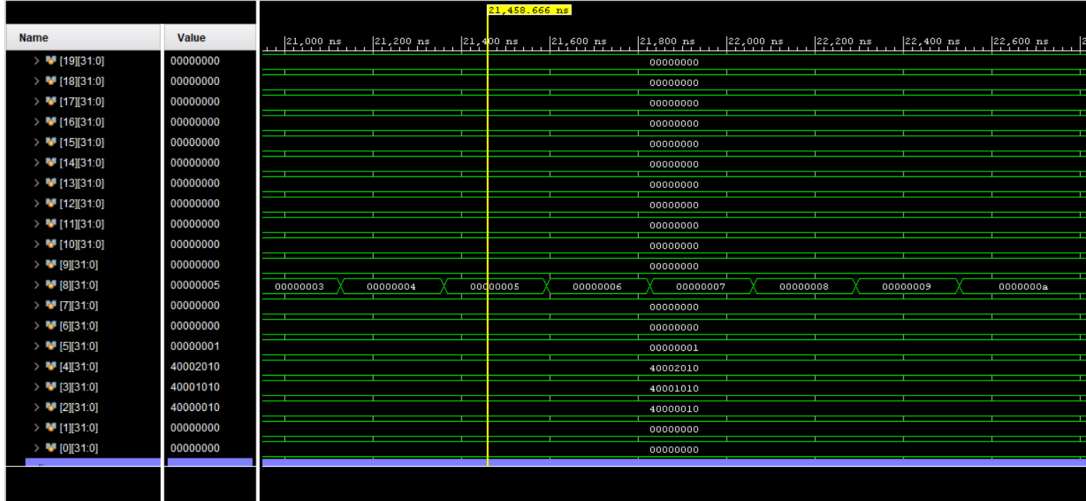 21,458.666 ns
Name Value
21,000 ns 21,200 ns 21,400 ns 21,600 ns 21,800 ns 22,000 ns 22,200 ns 22,400 ns 22,600 ns
[19][31:0] 00000000 00000000
[18][31:0] 00000000 00000000
[17][31:0] 00000000 00000000
[16][31:0] 00000000 00000000
[15][31:0] 00000000 00000000
[14][31:0] 00000000 00000000
[13][31:0] 00000000 00000000
[12][31:0] 00000000 00000000
[11][31:0] 00000000 00000000
[10][31:0] 00000000 00000000
[9][31:0] 00000000 00000000
[8][31:0] 00000005 00000003 00000004 00000005 00000006 00000007 00000008 00000009 0000000a
[7][31:0] 00000000 00000000
[6][31:0] 00000000 00000000
[5][31:0] 00000001 00000001
[4][31:0] 40002010 40002010
[3][31:0] 40001010 40001010
[2][31:0] 40000010 40000010
[1][31:0] 00000000 00000000
[0][31:0] 00000000 00000000